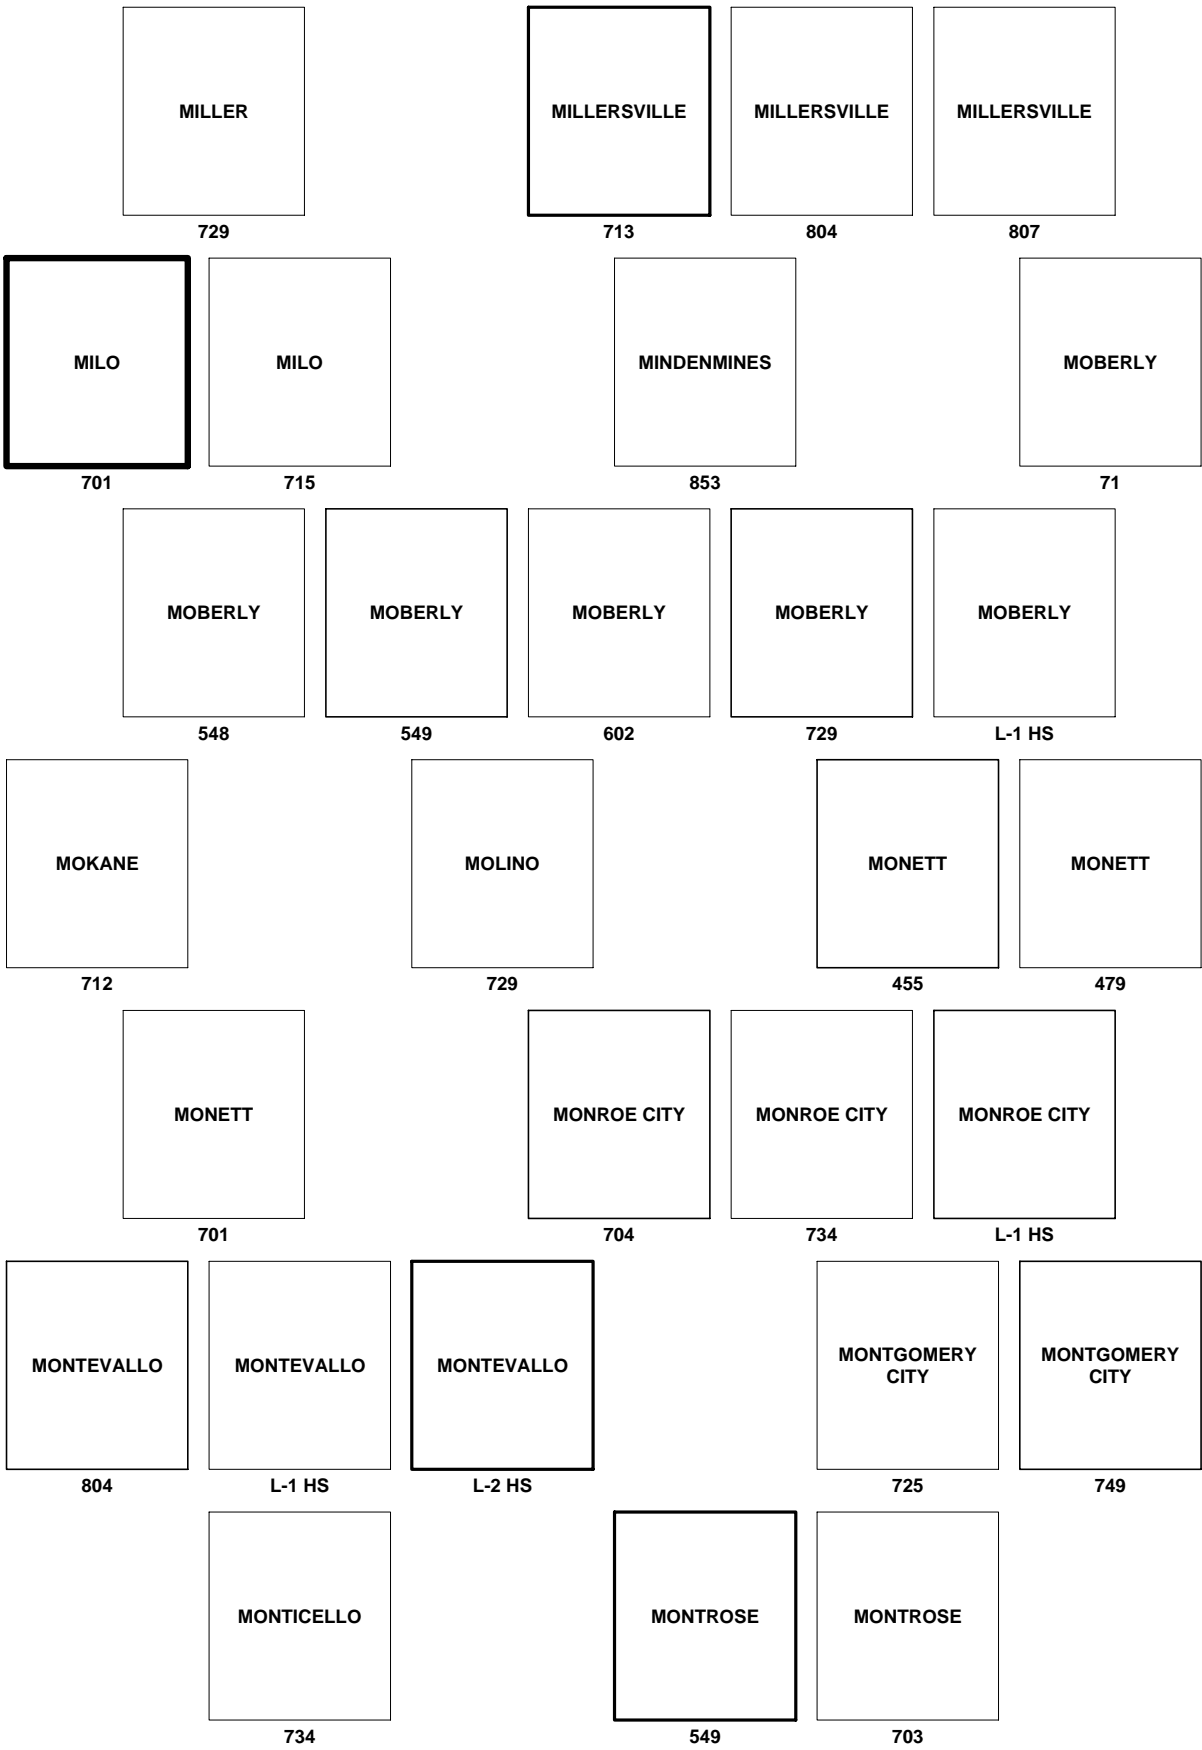 MILLER
MILLERSVILLE
MILLERSVILLE
MILLERSVILLE
729
713
804
807
MILO
MILO
MINDENMINES
MOBERLY
701
715
853
71
MOBERLY
MOBERLY
MOBERLY
MOBERLY
MOBERLY
548
549
602
729
L-1 HS
MOKANE
MOLINO
MONETT
MONETT
712
729
455
479
MONETT
MONROE CITY
MONROE CITY
MONROE CITY
701
704
734
L-1 HS
MONTEVALLO
MONTEVALLO
MONTEVALLO
MONTGOMERY
CITY
MONTGOMERY
CITY
804
L-1 HS
L-2 HS
725
749
MONTICELLO
MONTROSE
MONTROSE
734
549
703